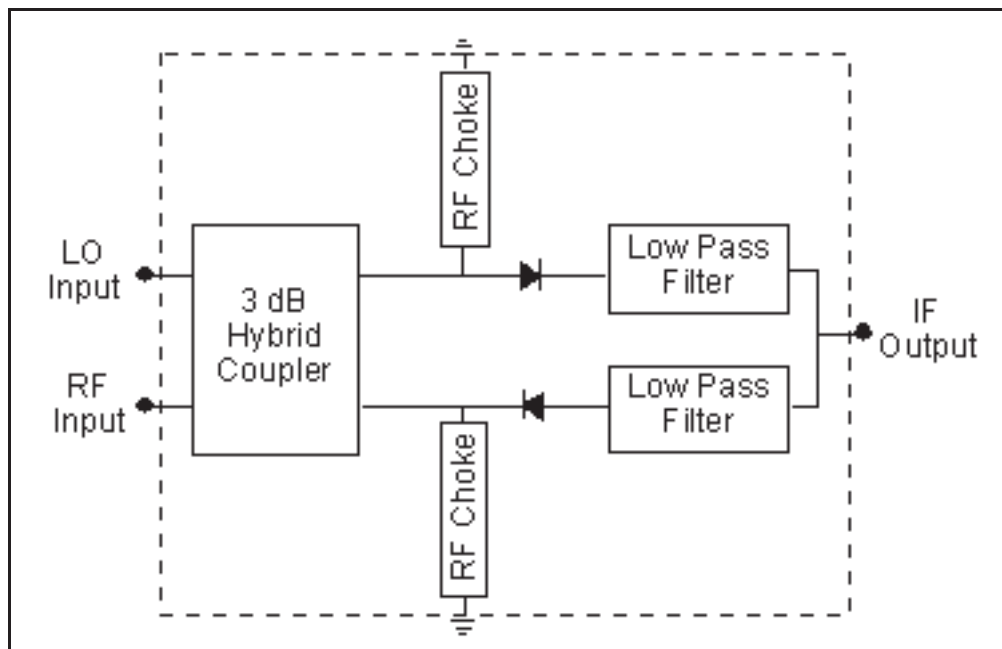 RF Choke
LO
Input
3 dB
Hybrid
Coupler
Low Pass
Filter
IF
Output
RF
Input
Low Pass
Filter
RF Choke